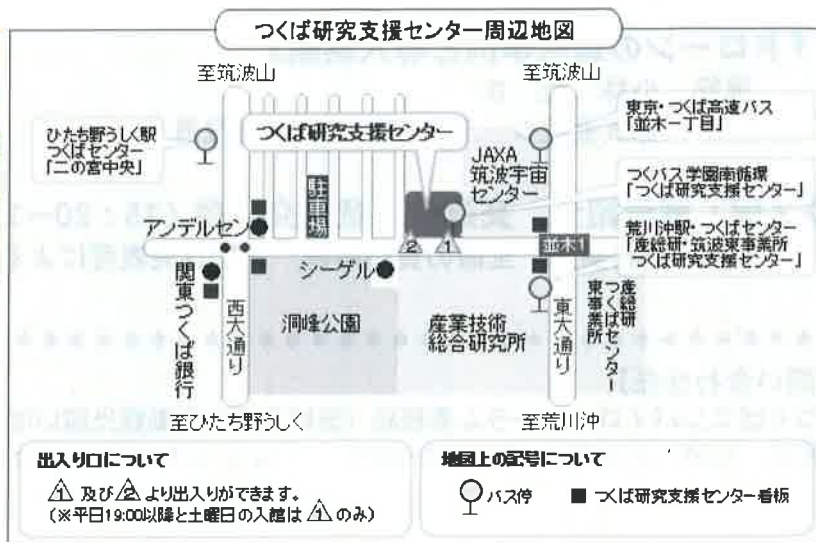 つくば研究支援センター周辺地図
至筑波山
至筑波山
ひたち野うしく駅
つくばセンター
「二の宮中央」
つくば研究支援センター
東京・つくば高速バス
「並木一丁目」
JAXA
筑波宇宙
センター
つくバス学園南循環
「つくば研究支援センター」
駐車場
アンデルセン
荒川沖駅・つくばセンター
「産総研・筑波東事業所
つくば研究支援センター」
2
1
並木1
シーゲル
関東つくば銀行
西大通り
洞峰公園
産業技術
総合研究所
東大通り
産総研
つくばセンター
東事業所
至ひたち野うしく
至荒川沖
出入り口について
1 及び 2 より出入りができます。
(※平日19:00以降と土曜日の入館は 1 のみ)
地図上の記号について
バス停
■ つくば研究支援センター看板